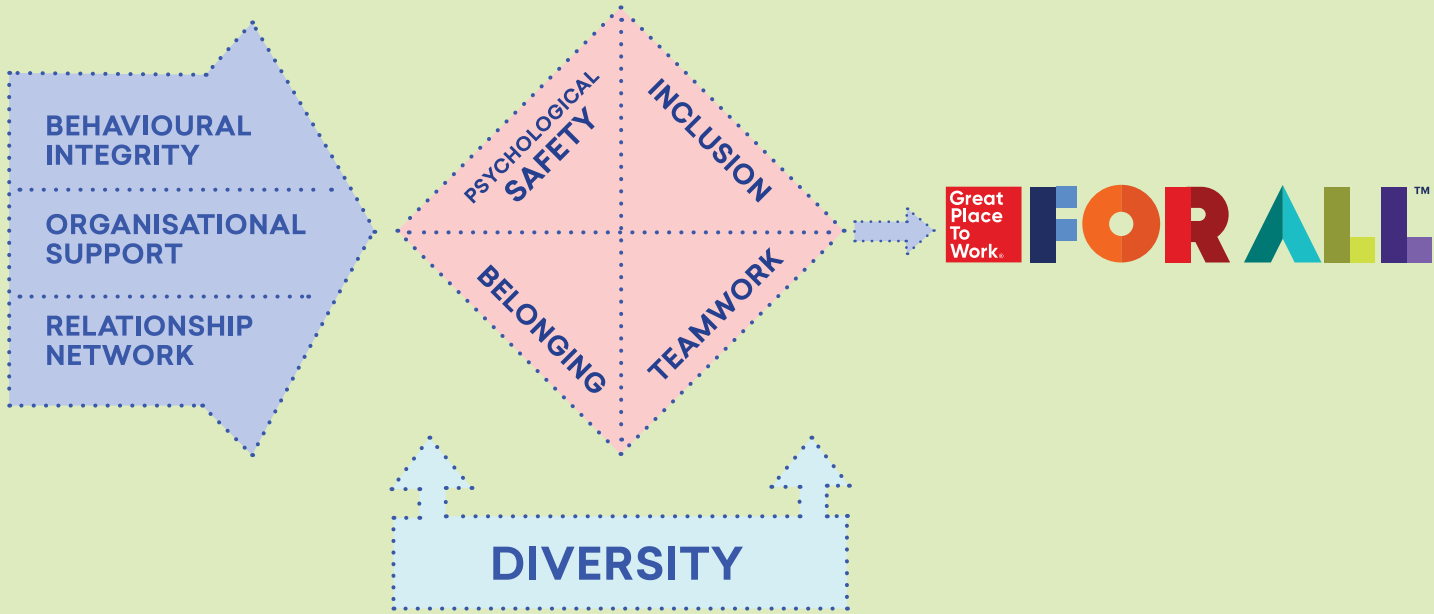 BEHAVIOURAL
INTEGRITY
ORGANISATIONAL
SUPPORT
RELATIONSHIP
NETWORK
PSYCHOLOGICAL
SAFETY
INCLUSION
BELONGING
TEAMWORK
DIVERSITY
Great
Place
To
Work®
FOR ALL™